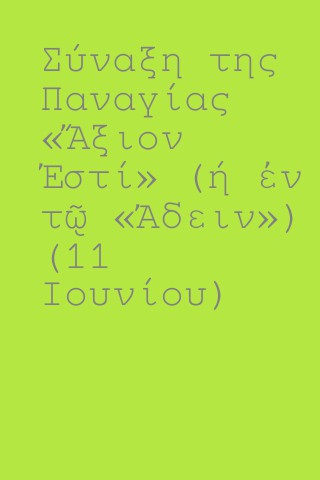 Σύναξη της
Παναγίας
«Ἄξιον
Ἐστί» (ή ἐν
τῷ «Ἄδειν»)
(11
Ιουνίου)